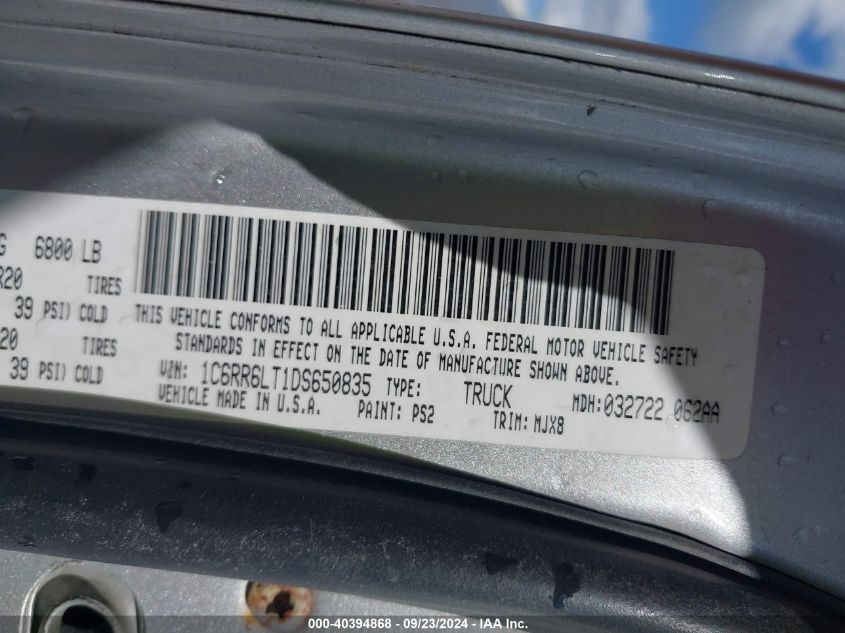 G 6800 LB
R20 TIRES
39 PSI) COLD
20 TIRES
39 PSI) COLD
THIS VEHICLE CONFORMS TO ALL APPLICABLE U.S.A. FEDERAL MOTOR VEHICLE SAFETY
STANDARDS IN EFFECT ON THE DATE OF MANUFACTURE SHOWN ABOVE.
VIN: 1C6RR6LT1DS650835 TYPE: TRUCK MDH:032722 062AA
VEHICLE MADE IN U.S.A. PAINT: PS2 TRIM: MJX8
000-40394868 - 09/23/2024 - IAA Inc.